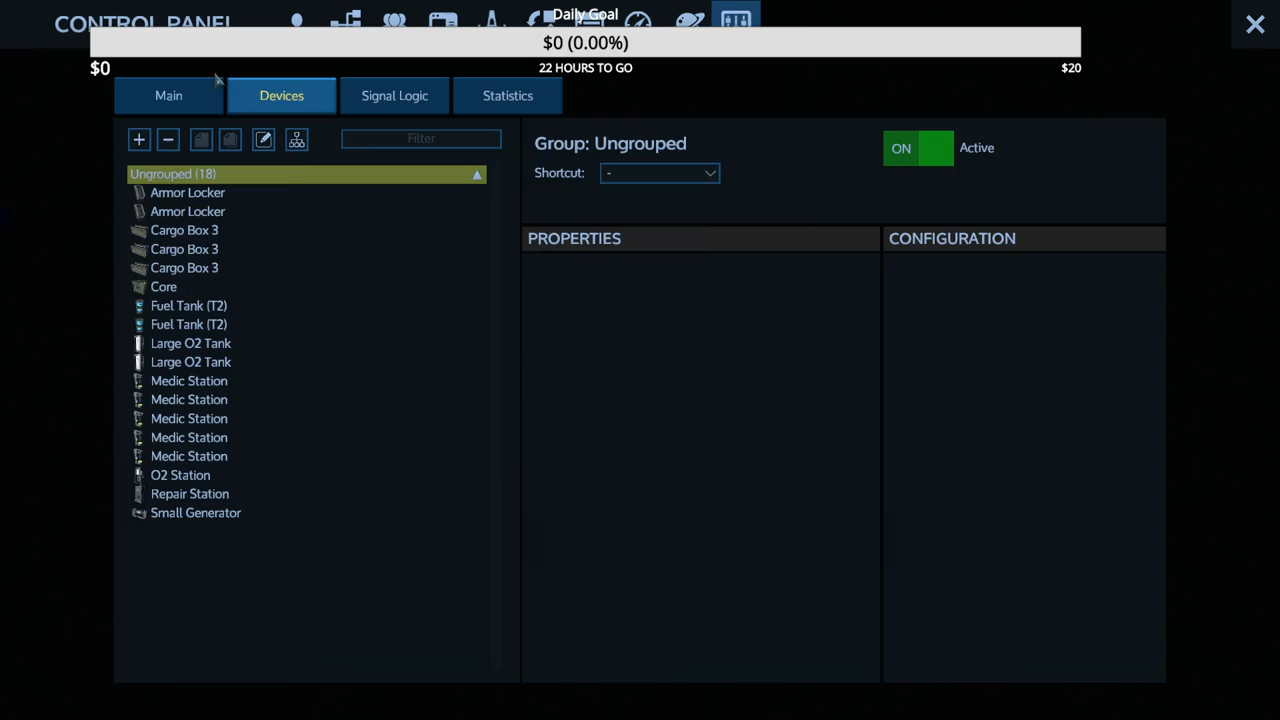 CONTROL PANEL
Daily Goal
$0 (0.00%)
$0
22 HOURS TO GO
$20
Main
Devices
Signal Logic
Statistics
Filter
Ungrouped (18)
Armor Locker
Armor Locker
Cargo Box 3
Cargo Box 3
Cargo Box 3
Core
Fuel Tank (T2)
Fuel Tank (T2)
Large O2 Tank
Large O2 Tank
Medic Station
Medic Station
Medic Station
Medic Station
Medic Station
O2 Station
Repair Station
Small Generator
Group: Ungrouped
Shortcut: -
ON Active
PROPERTIES
CONFIGURATION